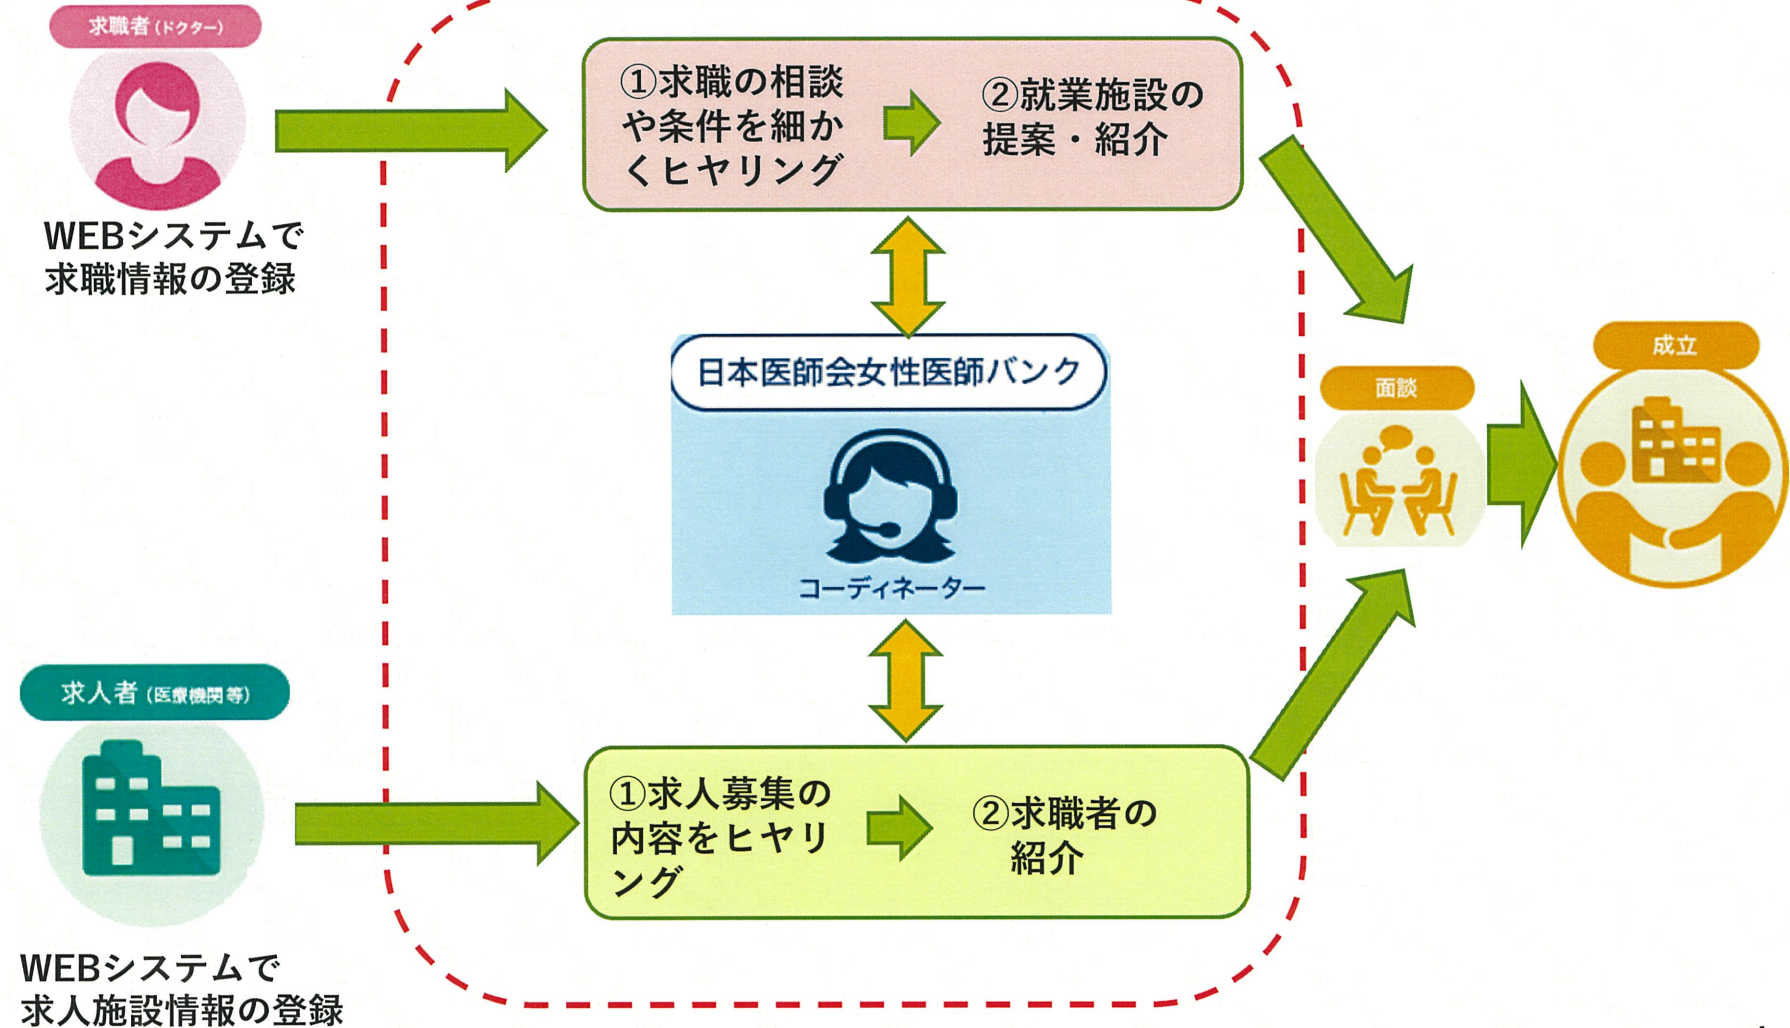 求職者（ドクター）
WEBシステムで
求職情報の登録
①求職の相談
や条件を細か
くヒヤリング
②就業施設の
提案・紹介
日本医師会女性医師バンク
コーディネーター
面談
成立
求人者（医療機関等）
WEBシステムで
求人施設情報の登録
①求人募集の
内容をヒヤリ
ング
②求職者の
紹介